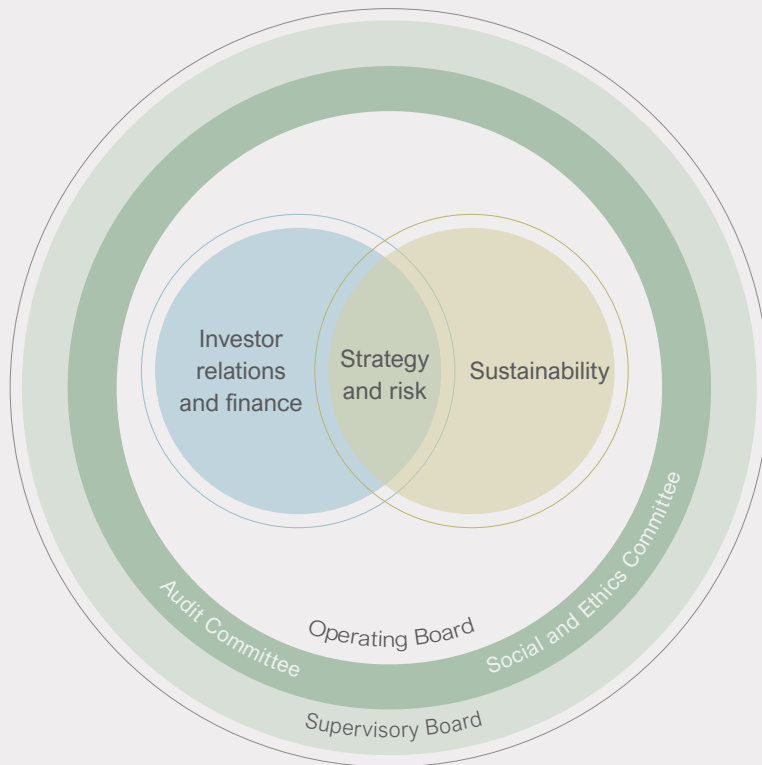 Investor
relations
and finance
Strategy
and risk
Sustainability
Operating Board
Audit Committee
Social and Ethics Committee
Supervisory Board